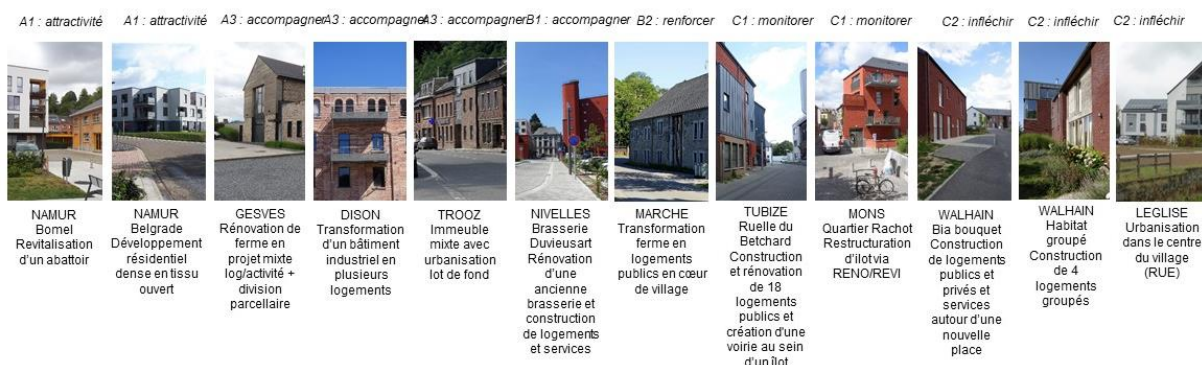 A1 : attractivité
A1 : attractivité
A3 : accompagner
A3 : accompagner
A3 : accompagner
B1 : accompagner
B2 : renforcer
C1 : monitorer
C1 : monitorer
C2 : infléchir
C2 : infléchir
C2 : infléchir
NAMUR
Bomel
Revitalisation
d'un abattoir
NAMUR
Belgrade
Développement
résidentiel
dense en tissu
ouvert
GESVES
Rénovation de
ferme en
projet mixte
log/activité +
division
parcellaire
DISON
Transformation
d'un bâtiment
industriel en
plusieurs
logements
TROOZ
Immeuble
mixte avec
urbanisation
lot de fond
NIVELLES
Brasserie
Duvieusart
Rénovation
d'une
ancienne
brasserie et
construction
de logements
et services
MARCHE
Transformation
ferme en
logements
publics en cœur
de village
TUBIZE
Ruelle du
Betchard
Construction
et rénovation
de 18
logements
publics et
création d'une
voirie au sein
d'un îlot
MONS
Quartier Rachot
Restructuration
d'ilot via
RENO/REVI
WALHAIN
Bia bouquet
Construction
de logements
publics et
privés et
services
autour d'une
nouvelle
place
WALHAIN
Habitat
groupé
Construction
de 4
logements
groupés
LEGLISE
Urbanisation
dans le centre
du village
(RUE)